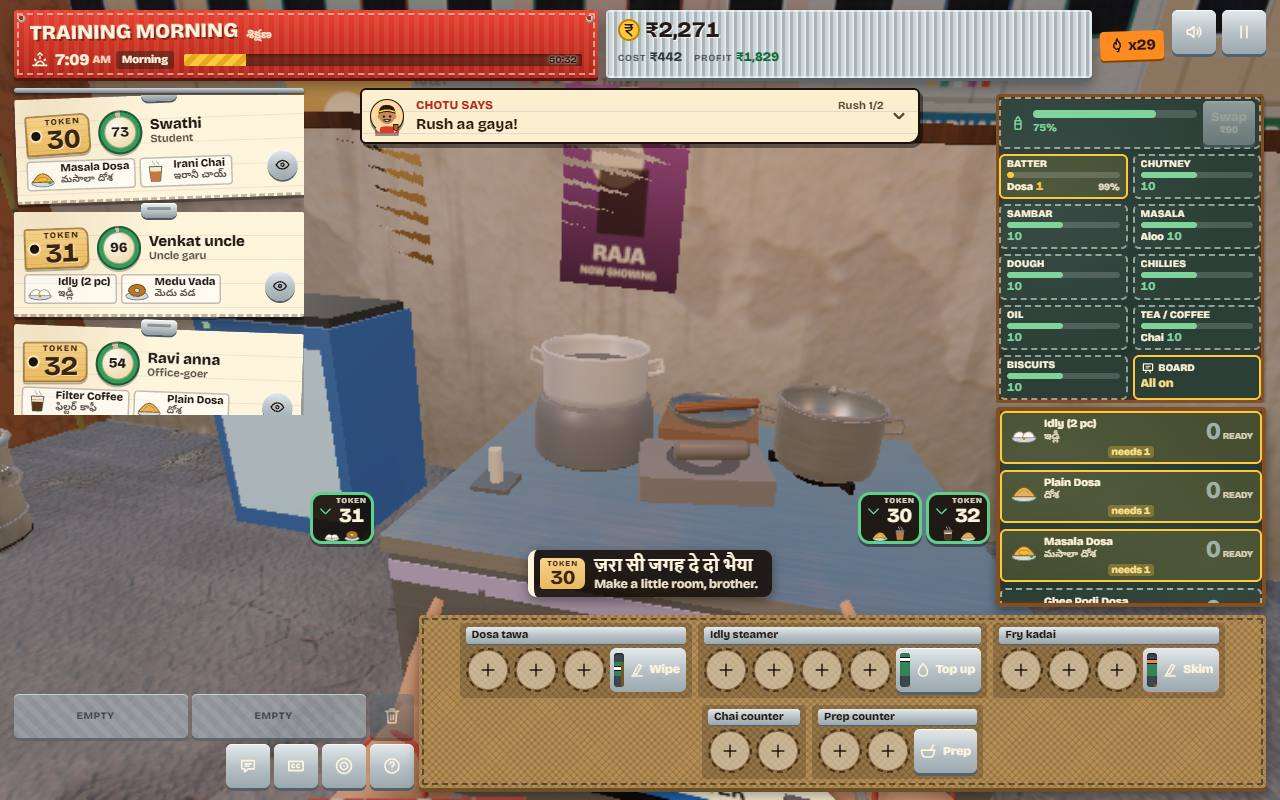 TRAINING MORNING శిక్షణ
7:09 AM Morning 50:32
₹2,271
COST ₹442 PROFIT ₹1,829
x29
CHOTU SAYS
Rush aa gaya!
Rush 1/2
TOKEN
30
73
Swathi
Student
Masala Dosa
మసాలా దోశ
Irani Chai
ఇరానీ చాయ్
TOKEN
31
96
Venkat uncle
Uncle garu
Idly (2 pc)
ఇడ్లీ
Medu Vada
మెదు వడ
TOKEN
32
54
Ravi anna
Office-goer
Filter Coffee
ఫిల్టర్ కాఫీ
Plain Dosa
దోశ
RAJA
NOW SHOWING
75%
Swap
₹90
BATTER
Dosa 1 99%
CHUTNEY
10
SAMBAR
10
MASALA
Aloo 10
DOUGH
10
CHILLIES
10
OIL
10
TEA / COFFEE
Chai 10
BISCUITS
10
BOARD
All on
Idly (2 pc)
ఇడ్లీ
0 READY
needs 1
Plain Dosa
దోశ
0 READY
needs 1
Masala Dosa
మసాలా దోశ
0 READY
needs 1
Ghee Podi Dosa
TOKEN
31
TOKEN
30
TOKEN
32
TOKEN
30
ज़रा सी जगह दे दो भैया
Make a little room, brother.
Dosa tawa
Wipe
Idly steamer
Top up
Fry kadai
Skim
Chai counter
Prep counter
Prep
EMPTY
EMPTY
CC